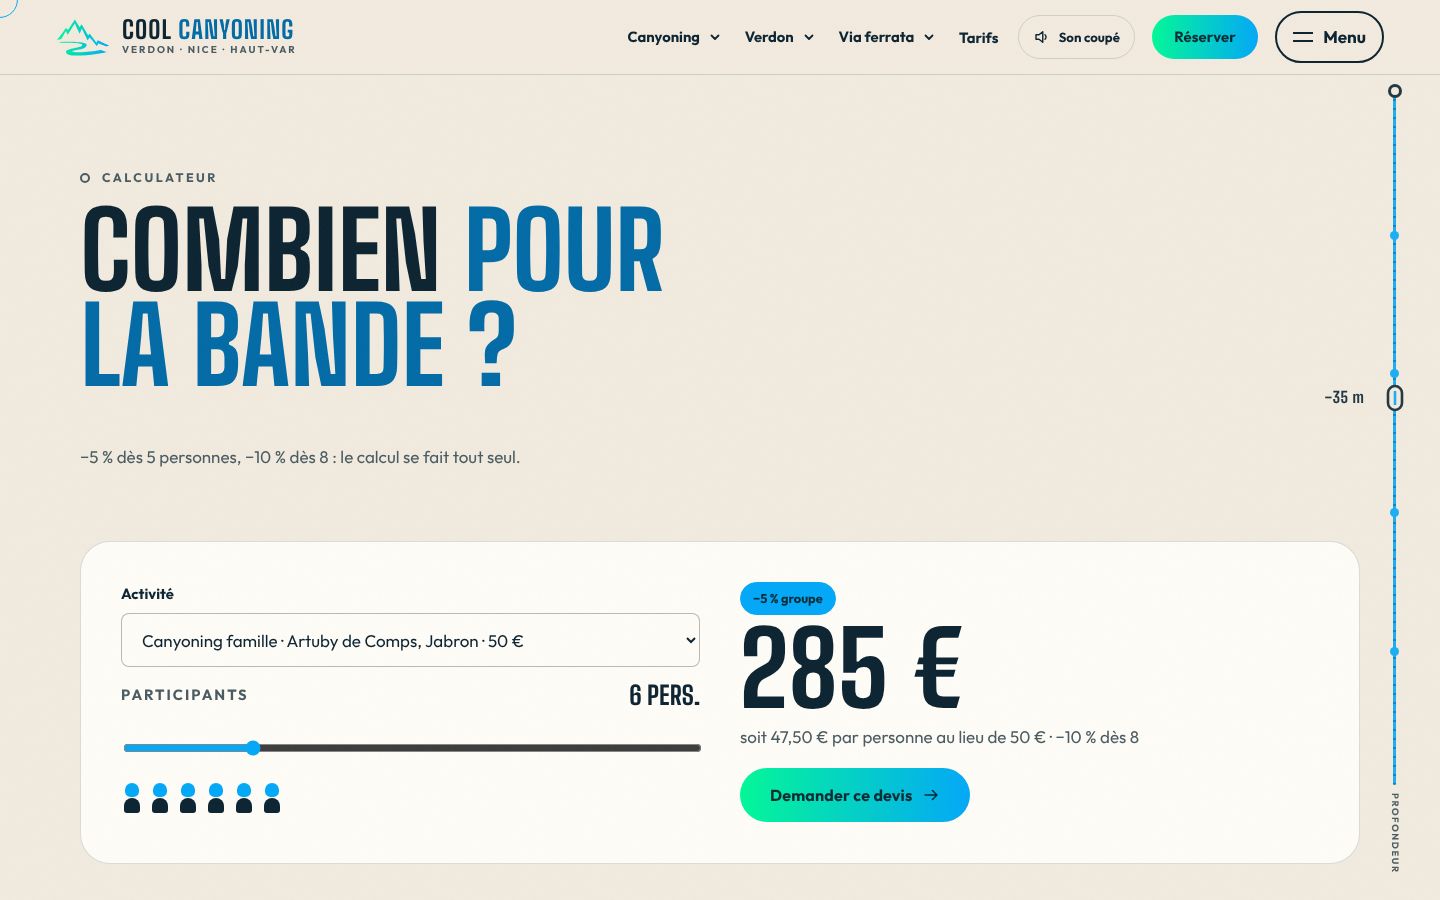 COOL CANYONING
VERDON · NICE · HAUT-VAR
Canyoning
Verdon
Via ferrata
Tarifs
Son coupé
Réserver
Menu
CALCULATEUR
COMBIEN POUR
LA BANDE ?
−35 m
−5 % dès 5 personnes, −10 % dès 8 : le calcul se fait tout seul.
Activité
Canyoning famille · Artuby de Comps, Jabron · 50 €
PARTICIPANTS
6 PERS.
−5 % groupe
285 €
soit 47,50 € par personne au lieu de 50 € · −10 % dès 8
Demander ce devis →
PROFONDEUR